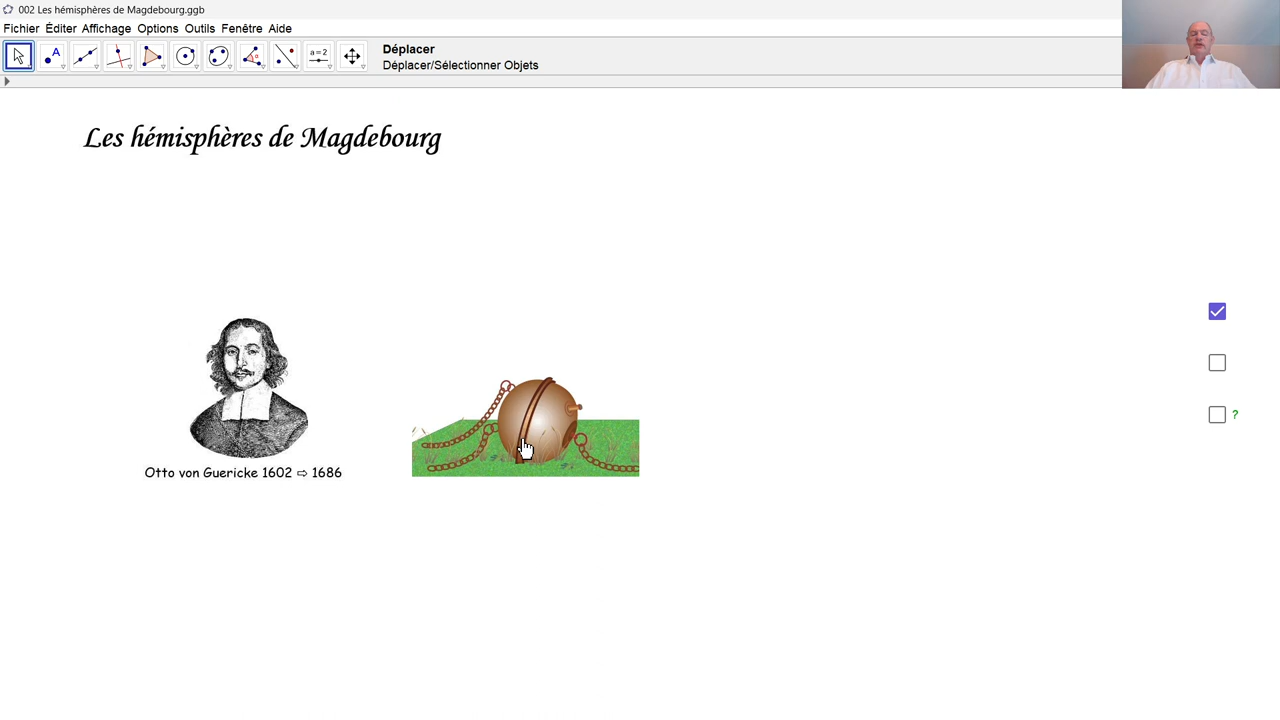 002 Les hémisphères de Magdebourg.ggb
Fichier Éditer Affichage Options Outils Fenêtre Aide
A
a=2
Déplacer
Déplacer/Sélectionner Objets
Les hémisphères de Magdebourg
?
Otto von Guericke 1602 ⇨ 1686